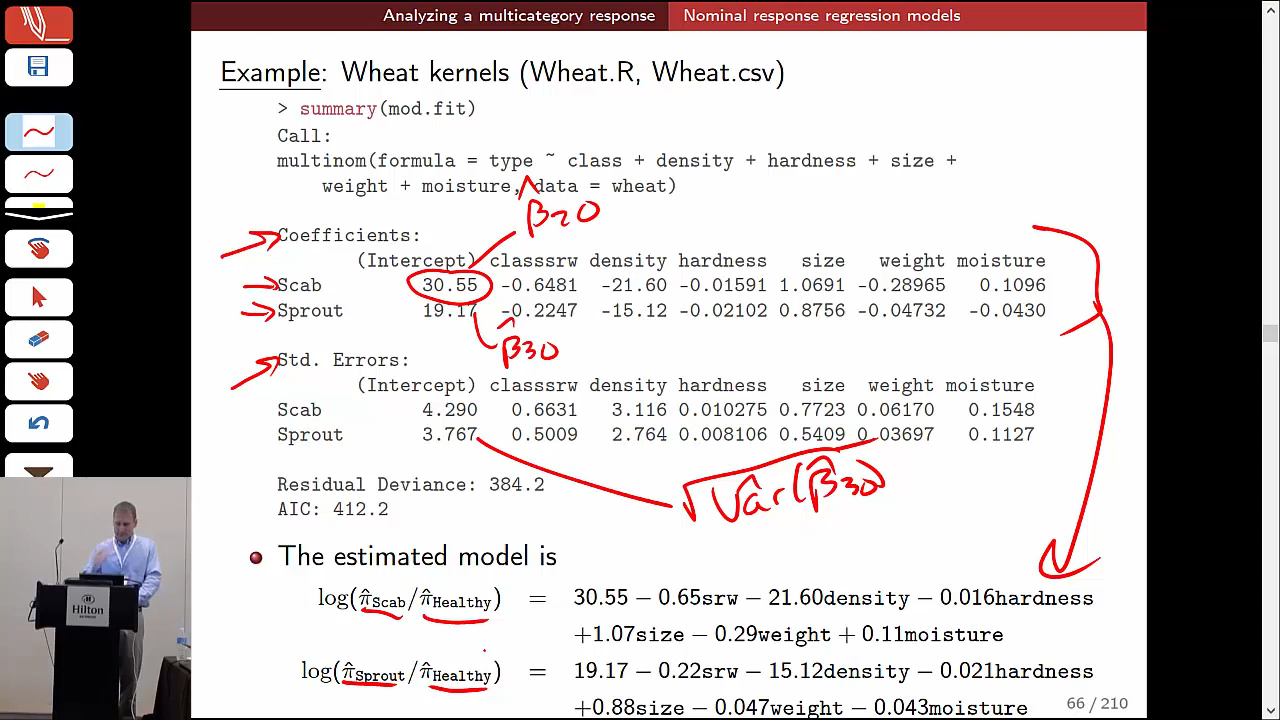 Analyzing a multicategory response Nominal response regression models
Example: Wheat kernels (Wheat.R, Wheat.csv)
> summary(mod.fit)
Call:
multinom(formula = type ~ class + density + hardness + size +
weight + moisture, data = wheat)
β̂20
Coefficients:
(Intercept) classsrw density hardness size weight moisture
Scab 30.55 -0.6481 -21.60 -0.01591 1.0691 -0.28965 0.1096
Sprout 19.17 -0.2247 -15.12 -0.02102 0.8756 -0.04732 -0.0430
β̂30
Std. Errors:
(Intercept) classsrw density hardness size weight moisture
Scab 4.290 0.6631 3.116 0.010275 0.7723 0.06170 0.1548
Sprout 3.767 0.5009 2.764 0.008106 0.5409 0.03697 0.1127
√Var̂(β̂30)
Residual Deviance: 384.2
AIC: 412.2
The estimated model is
log(π̂Scab/π̂Healthy) = 30.55 − 0.65srw − 21.60density − 0.016hardness
+1.07size − 0.29weight + 0.11moisture
log(π̂Sprout/π̂Healthy) = 19.17 − 0.22srw − 15.12density − 0.021hardness
+0.88size − 0.047weight − 0.043moisture
66 / 210
Hilton